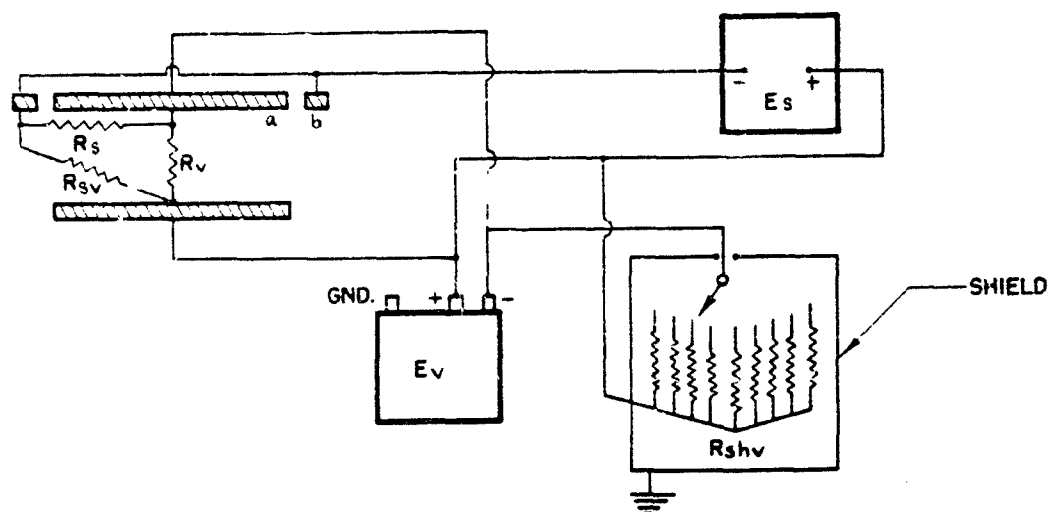 - +
Es
a b
Rs
Rv
Rsv
GND. + -
SHIELD
Ev
Rshv